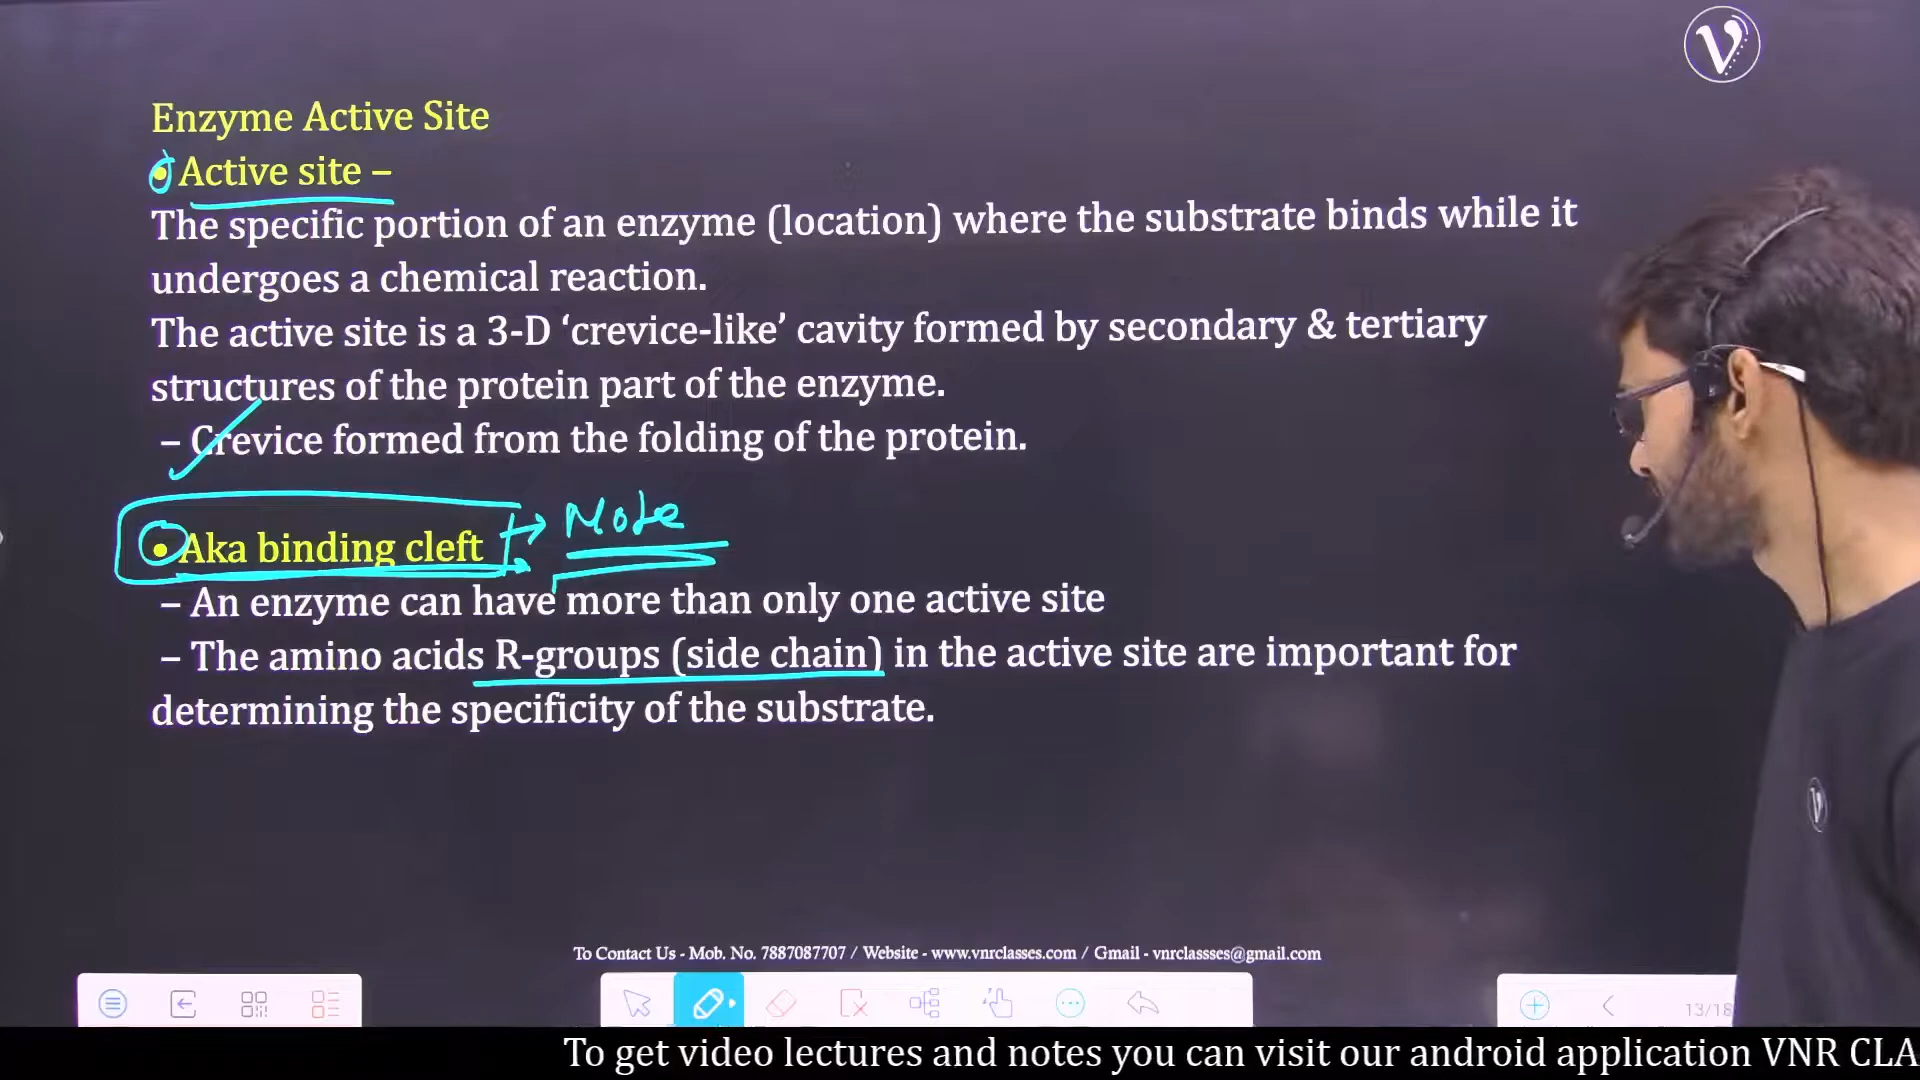 V
Enzyme Active Site
• Active site –
The specific portion of an enzyme (location) where the substrate binds while it
undergoes a chemical reaction.
The active site is a 3-D ‘crevice-like’ cavity formed by secondary & tertiary
structures of the protein part of the enzyme.
– Crevice formed from the folding of the protein.
• Aka binding cleft
Note
– An enzyme can have more than only one active site
– The amino acids R-groups (side chain) in the active site are important for
determining the specificity of the substrate.
V
To Contact Us - Mob. No. 7887087707 / Website - www.vnrclasses.com / Gmail - vnrclassses@gmail.com
13/18
To get video lectures and notes you can visit our android application VNR CLA